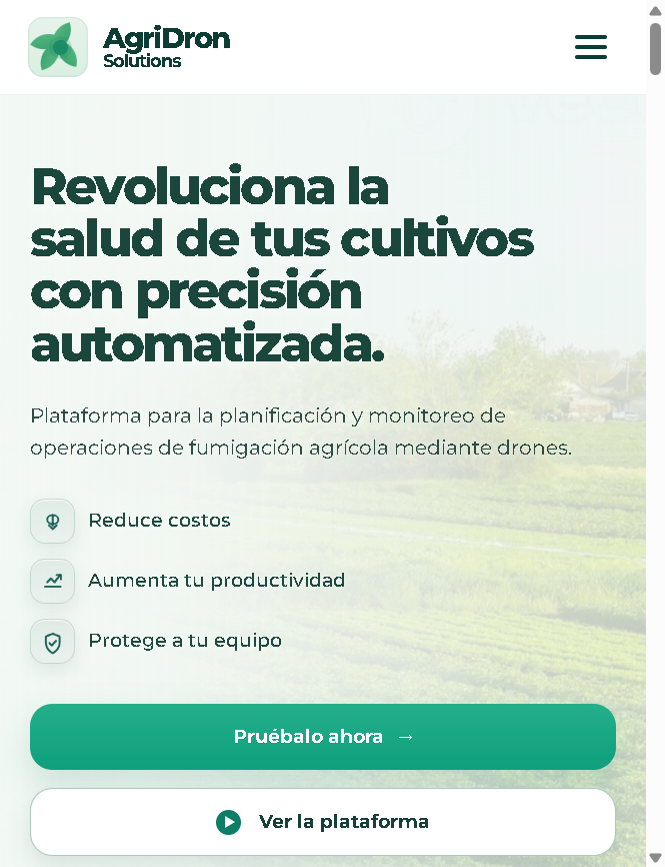 AgriDron
Solutions
Revoluciona la
salud de tus cultivos
con precisión
automatizada.
Plataforma para la planificación y monitoreo de
operaciones de fumigación agrícola mediante drones.
Reduce costos
Aumenta tu productividad
Protege a tu equipo
Pruébalo ahora →
Ver la plataforma